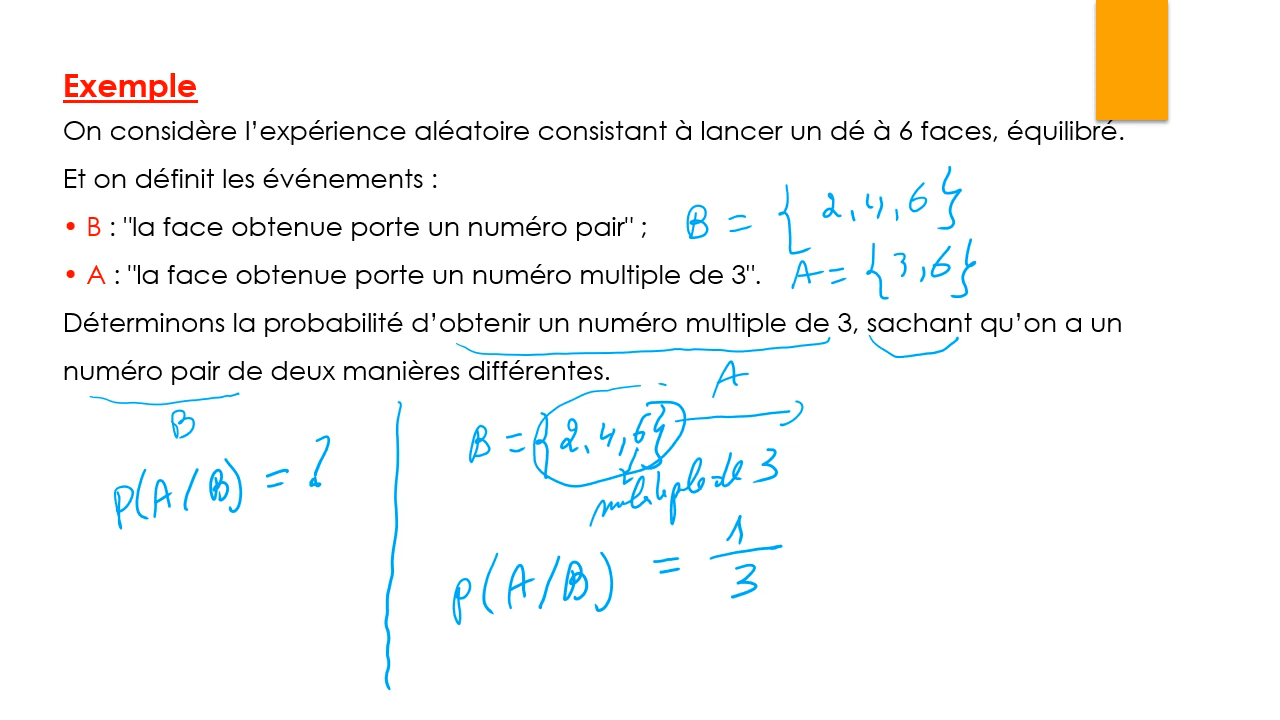 Exemple
On considère l’expérience aléatoire consistant à lancer un dé à 6 faces, équilibré.
Et on définit les événements :
• B : "la face obtenue porte un numéro pair" ; B = { 2, 4, 6 }
• A : "la face obtenue porte un numéro multiple de 3". A = { 3, 6 }
Déterminons la probabilité d’obtenir un numéro multiple de 3, sachant qu’on a un
numéro pair de deux manières différentes.
A
B
B = { 2, 4, 6 }
P(A/B) = ?
multiple de 3
P(A/B) = 1/3